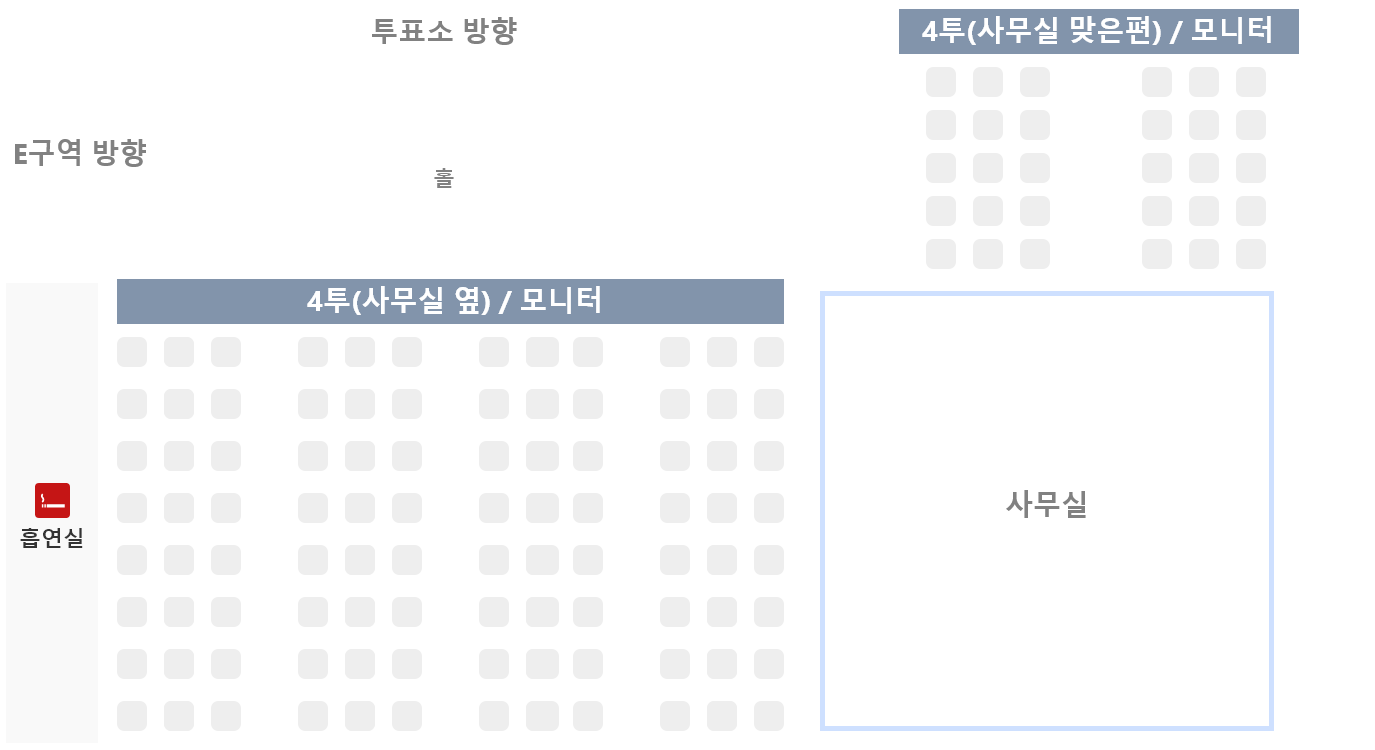 투표소 방향
4투(사무실 맞은편) / 모니터
E구역 방향
홀
4투(사무실 옆) / 모니터
사무실
흡연실